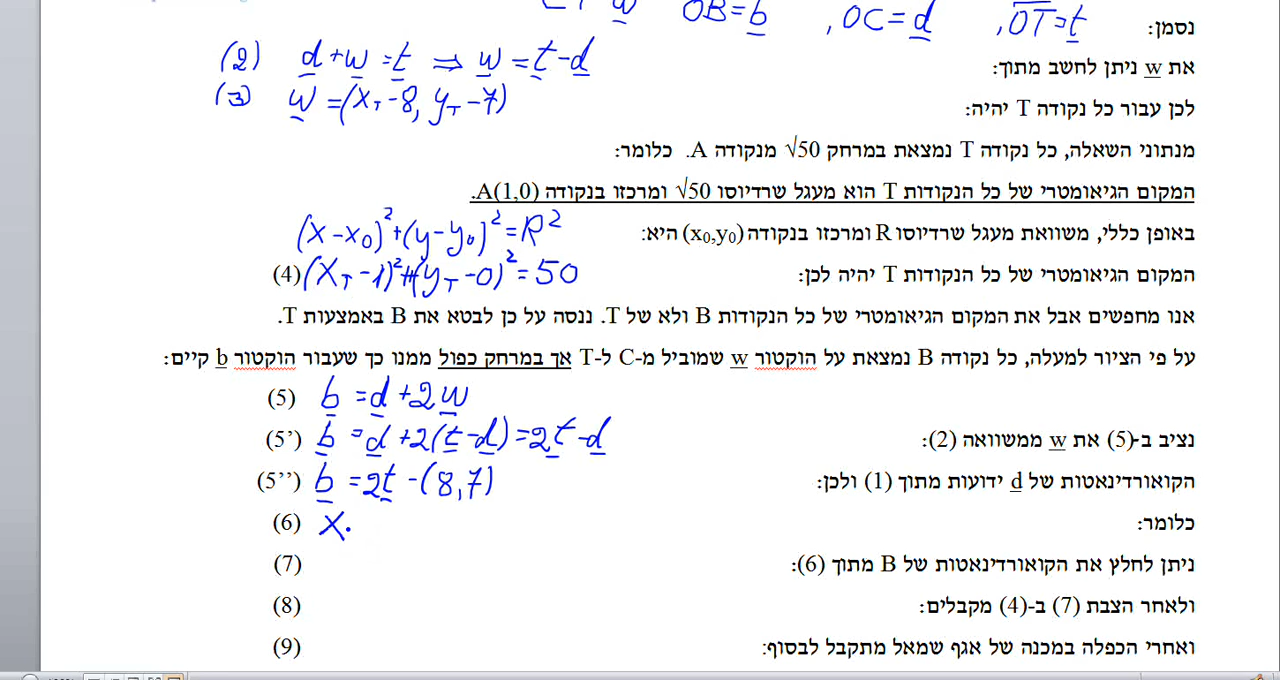 נסמן: OB=b ,OC=d ,OT=t
את w ניתן לחשב מתוך: (2) d+w=t ⇒ w=t-d
לכן עבור כל נקודה T יהיה: (3) w=(x_T-8, y_T-7)
מנתוני השאלה, כל נקודה T נמצאת במרחק 50√ מנקודה A. כלומר:
המקום הגיאומטרי של כל הנקודות T הוא מעגל שרדיוסו 50√ ומרכזו בנקודה A(1,0).
באופן כללי, משוואת מעגל שרדיוסו R ומרכזו בנקודה (x₀,y₀) היא: (x-x₀)²+(y-y₀)²=R²
המקום הגיאומטרי של כל הנקודות T יהיה לכן: (4) (x_T-1)²+(y_T-0)²=50
אנו מחפשים אבל את המקום הגיאומטרי של כל הנקודות B ולא של T. ננסה על כן לבטא את B באמצעות T.
על פי הציור למעלה, כל נקודה B נמצאת על הוקטור w שמוביל מ-C ל-T אך במרחק כפול ממנו כך שעבור הוקטור b קיים:
(5) b=d+2w
נציב ב-(5) את w ממשוואה (2): (5') b=d+2(t-d)=2t-d
הקואורדינאטות של d ידועות מתוך (1) ולכן: (5'') b=2t-(8,7)
כלומר: (6) x
ניתן לחלץ את הקואורדינאטות של B מתוך (6): (7)
ולאחר הצבת (7) ב-(4) מקבלים: (8)
ואחרי הכפלה במכנה של אגף שמאל מתקבל לבסוף: (9)